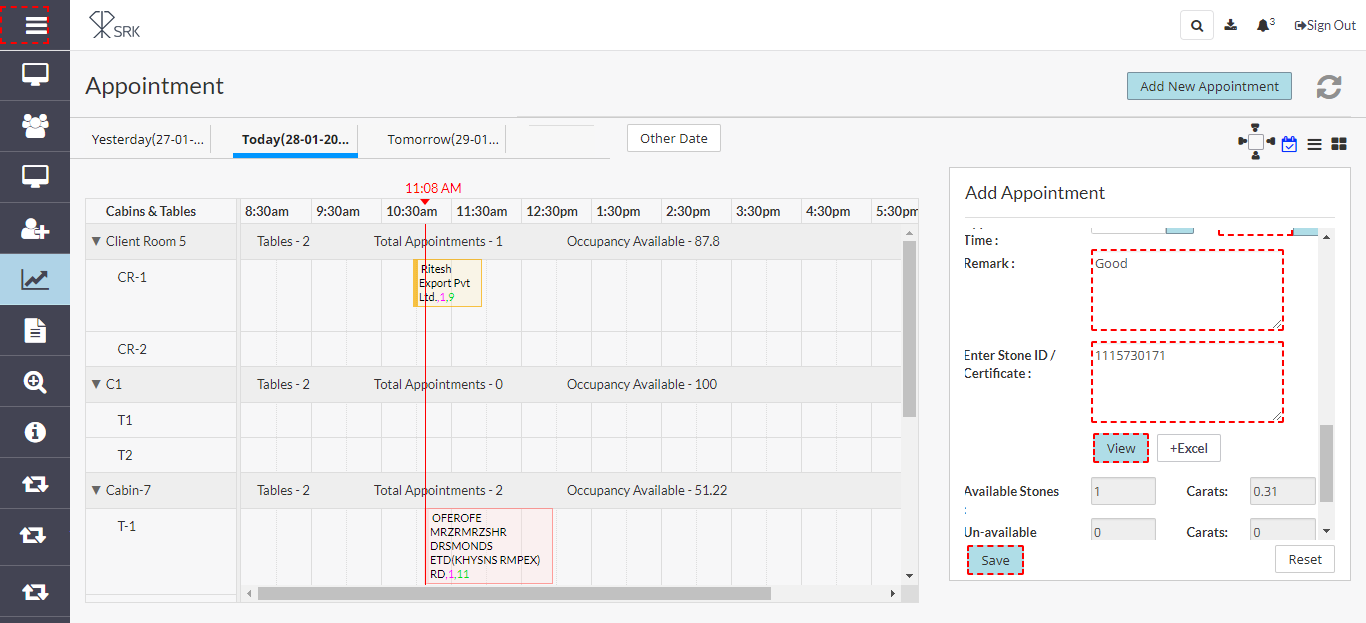 SRK
3
Sign Out
Appointment
Add New Appointment
Yesterday(27-01-...
Today(28-01-20...
Tomorrow(29-01...
Other Date
11:08 AM
Cabins & Tables
8:30am 9:30am 10:30am 11:30am 12:30pm 1:30pm 2:30pm 3:30pm 4:30pm 5:30pm
Client Room 5 Tables - 2 Total Appointments - 1 Occupancy Available - 87.8
CR-1
Ritesh
Export Pvt
Ltd.,1,9
CR-2
C1 Tables - 2 Total Appointments - 0 Occupancy Available - 100
T1
T2
Cabin-7 Tables - 2 Total Appointments - 2 Occupancy Available - 51.22
T-1
OFEROFE
MRZRMRZSHR
DRSMONDS
ETD(KHYSNS RMPEX)
RD,1,11
Add Appointment
Time :
Remark :
Good
Enter Stone ID /
Certificate :
1115730171
View
+Excel
Available Stones
:
1
Carats:
0.31
Un-available
0
Carats:
0
Save
Reset